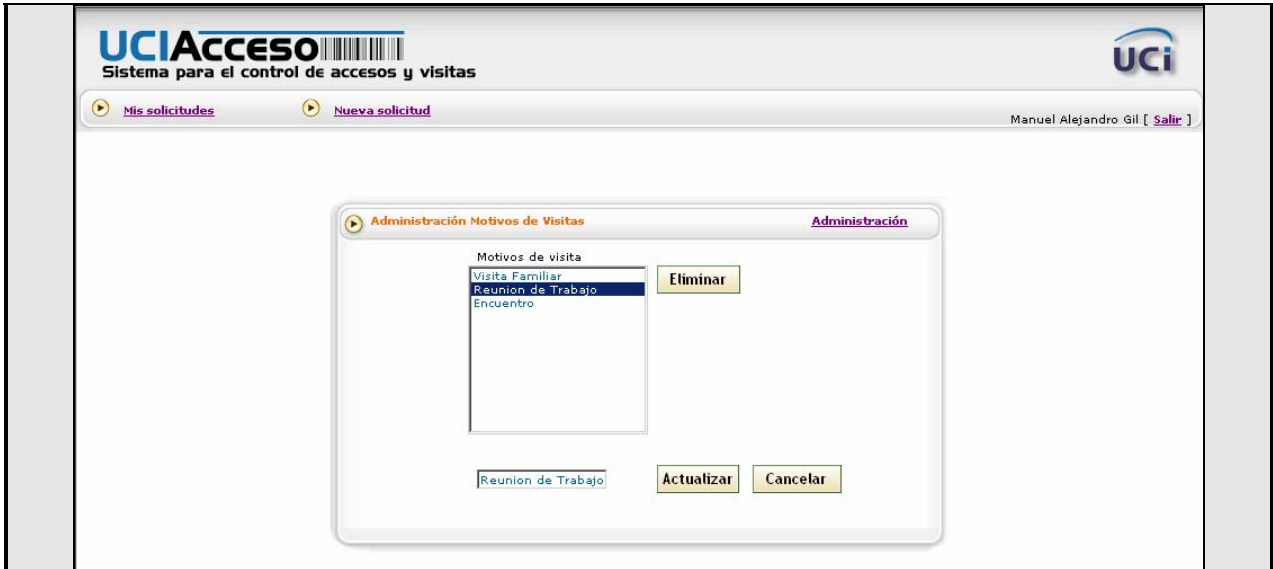 UCIACCESO
UCi
Sistema para el control de accesos y visitas
Mis solicitudes
Nueva solicitud
Manuel Alejandro Gil [ Salir ]
Administración Motivos de Visitas
Administración
Motivos de visita
Visita Familiar
Reunion de Trabajo
Encuentro
Eliminar
Reunion de Trabajo
Actualizar
Cancelar